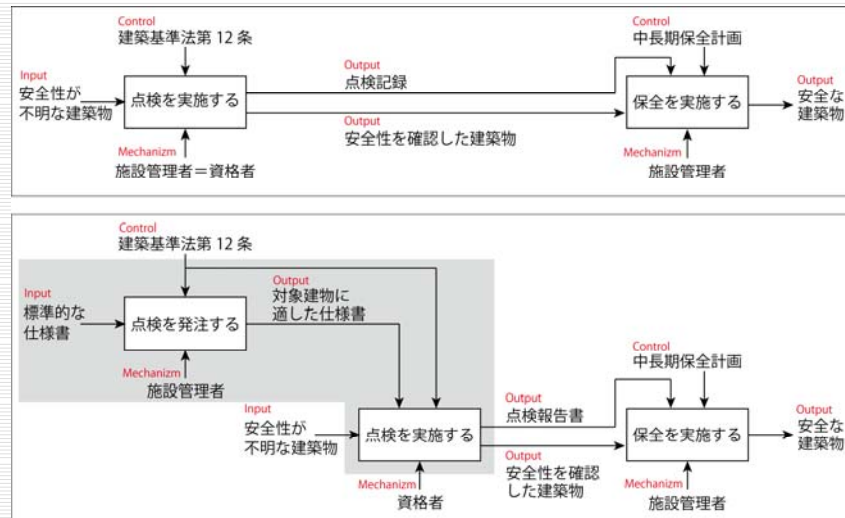 Control
建築基準法第 12 条
Control
中長期保全計画
Input
安全性が
不明な建築物
点検を実施する
Output
点検記録
Output
安全性を確認した建築物
保全を実施する
Output
安全な
建築物
Mechanizm
施設管理者＝資格者
Mechanizm
施設管理者
Control
建築基準法第 12 条
Input
標準的な
仕様書
点検を発注する
Output
対象建物に
適した仕様書
Mechanizm
施設管理者
Control
中長期保全計画
Input
安全性が
不明な建築物
点検を実施する
Output
点検報告書
Output
安全性を確認
した建築物
保全を実施する
Output
安全な
建築物
Mechanizm
資格者
Mechanizm
施設管理者